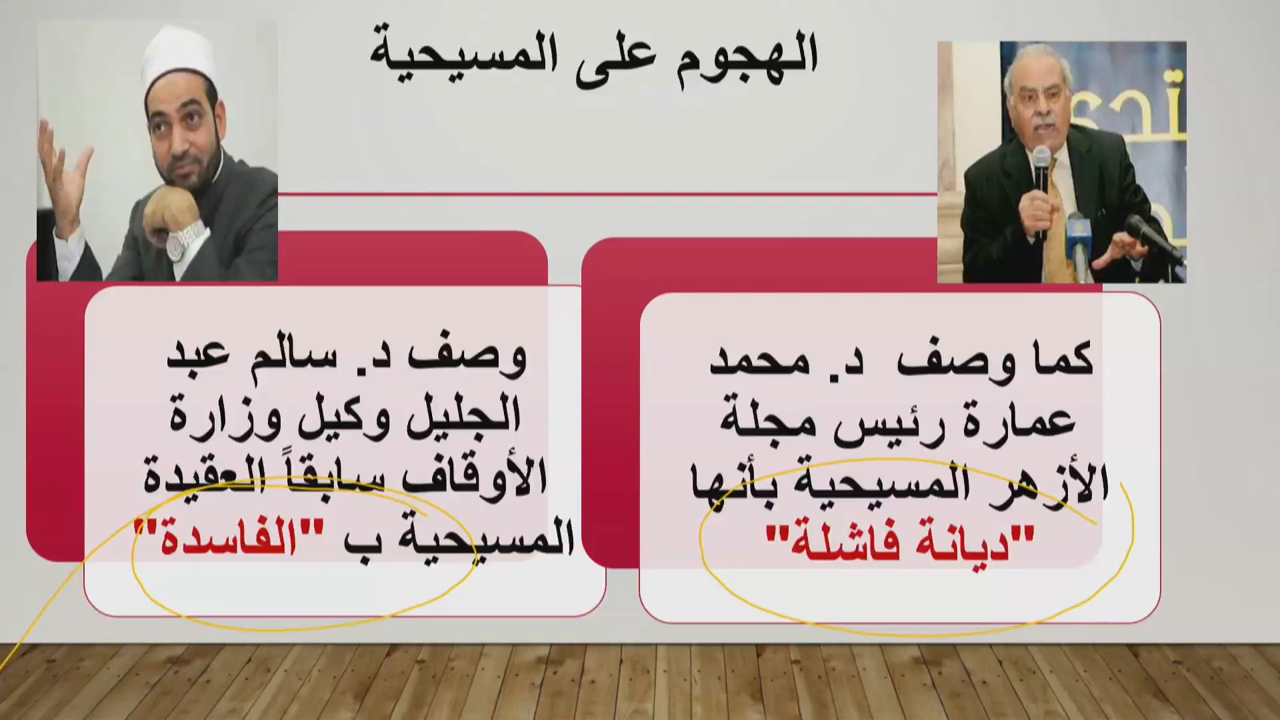 الهجوم على المسيحية
كما وصف د. محمد
عمارة رئيس مجلة
الأزهر المسيحية بأنها
"ديانة فاشلة"
وصف د. سالم عبد
الجليل وكيل وزارة
الأوقاف سابقاً العقيدة
المسيحية ب "الفاسدة"